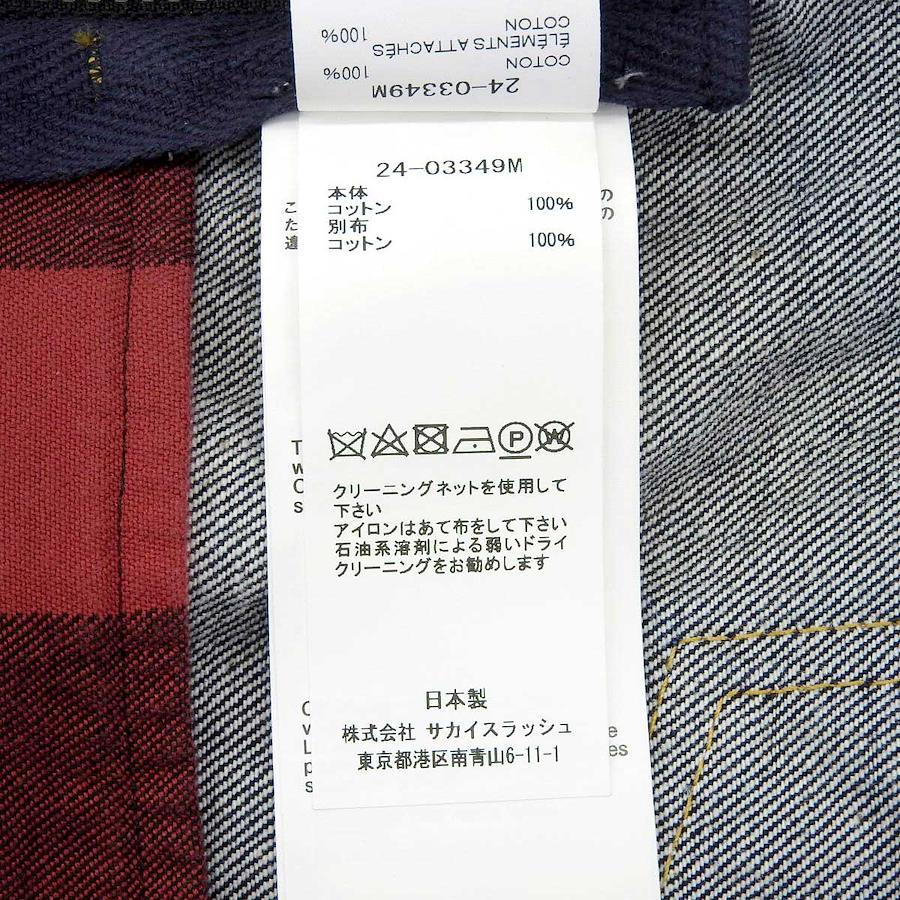 100%
COTON
ÉLÉMENTS ATTACHÉS
COTON
100%
24-03349M
24-03349M
本体
コットン 100%
別布
コットン 100%
クリーニングネットを使用して
下さい
アイロンはあて布をして下さい
石油系溶剤による弱いドライ
クリーニングをお勧めします
日本製
株式会社 サカイスラッシュ
東京都港区南青山6-11-1